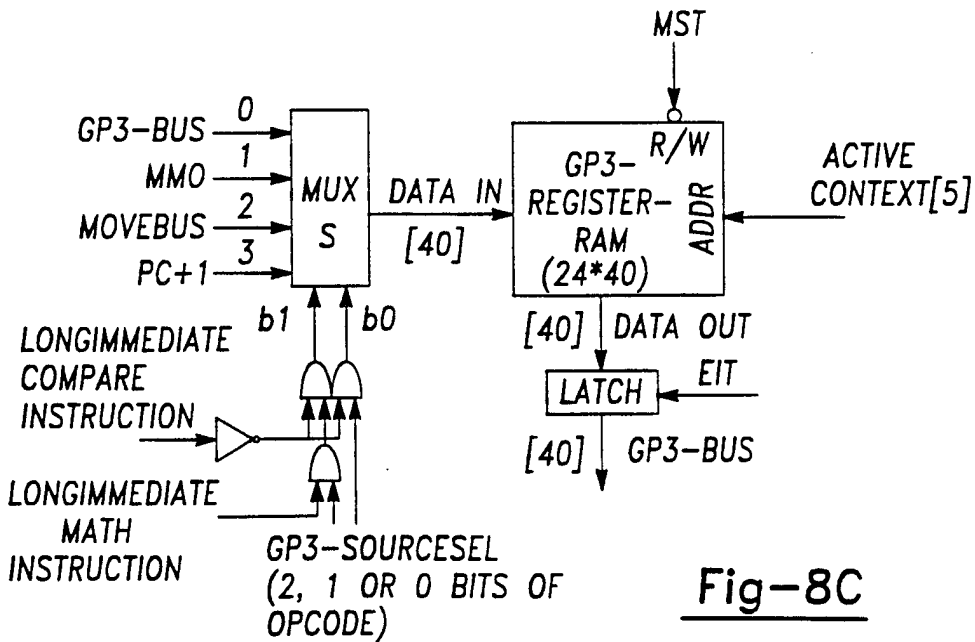 MST
GP3-BUS 0
MMO 1
MOVEBUS 2
PC+1 3
MUX
S
DATA IN
[40]
R/W
GP3-
REGISTER-
RAM
(24*40)
ADDR
ACTIVE
CONTEXT[5]
b1
b0
[40] DATA OUT
LATCH
EIT
[40] GP3-BUS
LONGIMMEDIATE
COMPARE
INSTRUCTION
LONGIMMEDIATE
MATH
INSTRUCTION
GP3-SOURCESEL
(2, 1 OR 0 BITS OF
OPCODE)
Fig-8C